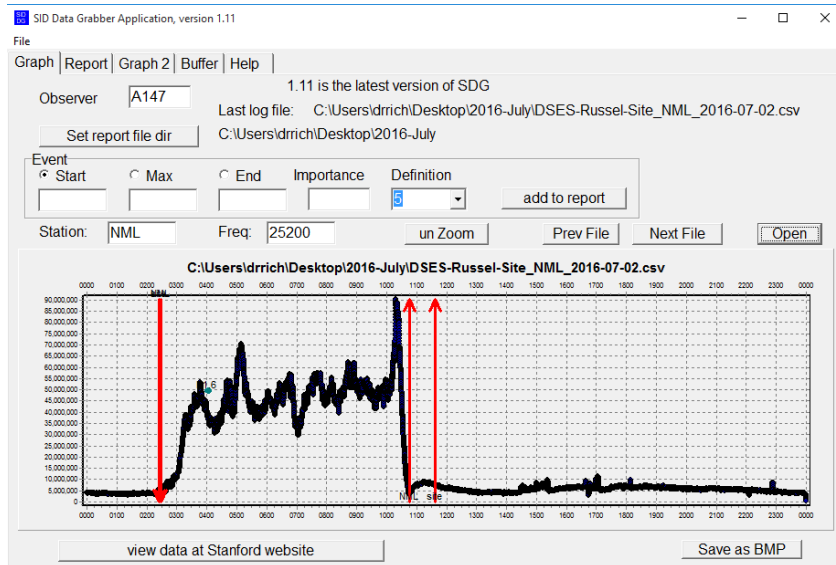 SID Data Grabber Application, version 1.11
File
Graph Report Graph 2 Buffer Help
1.11 is the latest version of SDG
Observer A147
Last log file: C:\Users\drrich\Desktop\2016-July\DSES-Russel-Site_NML_2016-07-02.csv
Set report file dir C:\Users\drrich\Desktop\2016-July
Event
Start Max End Importance Definition
5 add to report
Station: NML Freq: 25200 un Zoom Prev File Next File Open
C:\Users\drrich\Desktop\2016-July\DSES-Russel-Site_NML_2016-07-02.csv
0000 0100 0200 0300 0400 0500 0600 0700 0800 0900 1000 1100 1200 1300 1400 1500 1600 1700 1800 1900 2000 2100 2200 2300 0000
NML
90,000,000
85,000,000
80,000,000
75,000,000
70,000,000
65,000,000
60,000,000
55,000,000
50,000,000
45,000,000
40,000,000
35,000,000
30,000,000
25,000,000
20,000,000
15,000,000
10,000,000
5,000,000
0
NML site
0000 0100 0200 0300 0400 0500 0600 0700 0800 0900 1000 1100 1200 1300 1400 1500 1600 1700 1800 1900 2000 2100 2200 2300 0000
view data at Stanford website Save as BMP